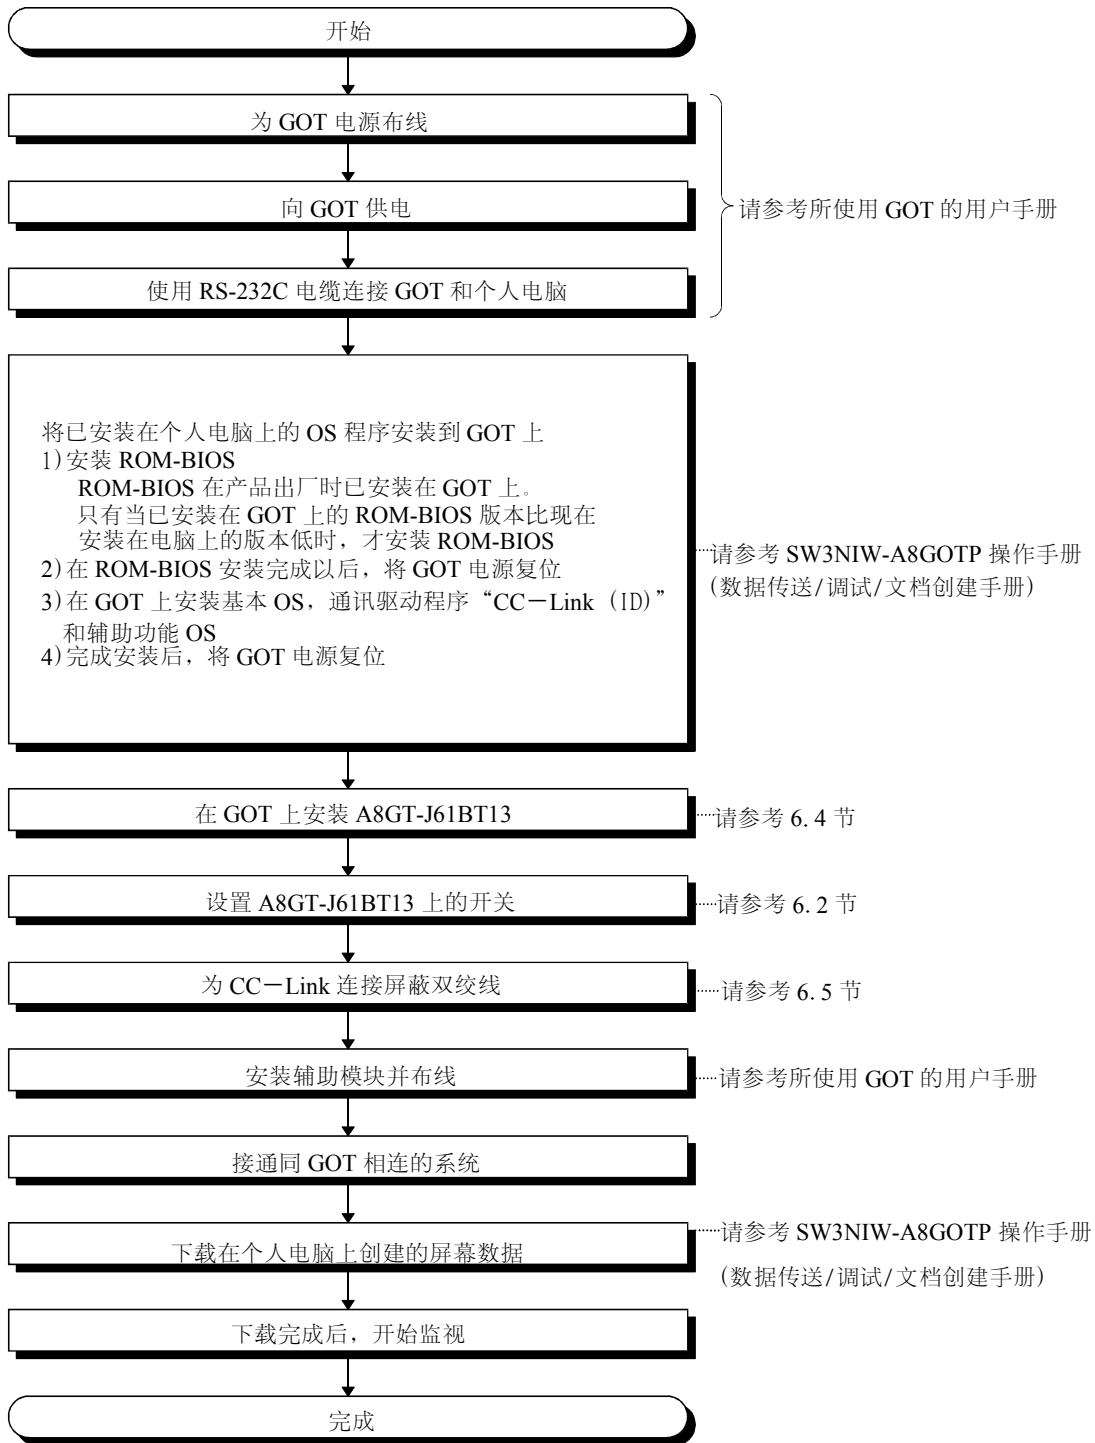 开始
为 GOT 电源布线
向 GOT 供电
请参考所使用 GOT 的用户手册
使用 RS-232C 电缆连接 GOT 和个人电脑
将已安装在个人电脑上的 OS 程序安装到 GOT 上
1)安装 ROM-BIOS
ROM-BIOS 在产品出厂时已安装在 GOT 上。
只有当已安装在 GOT 上的 ROM-BIOS 版本比现在
安装在电脑上的版本低时，才安装 ROM-BIOS
2)在 ROM-BIOS 安装完成以后，将 GOT 电源复位
3)在 GOT 上安装基本 OS，通讯驱动程序“CC－Link（ID）”
和辅助功能 OS
4)完成安装后，将 GOT 电源复位
请参考 SW3NIW-A8GOTP 操作手册
(数据传送/调试/文档创建手册)
在 GOT 上安装 A8GT-J61BT13
请参考 6.4 节
设置 A8GT-J61BT13 上的开关
请参考 6.2 节
为 CC－Link 连接屏蔽双绞线
请参考 6.5 节
安装辅助模块并布线
请参考所使用 GOT 的用户手册
接通同 GOT 相连的系统
下载在个人电脑上创建的屏幕数据
请参考 SW3NIW-A8GOTP 操作手册
(数据传送/调试/文档创建手册)
下载完成后，开始监视
完成